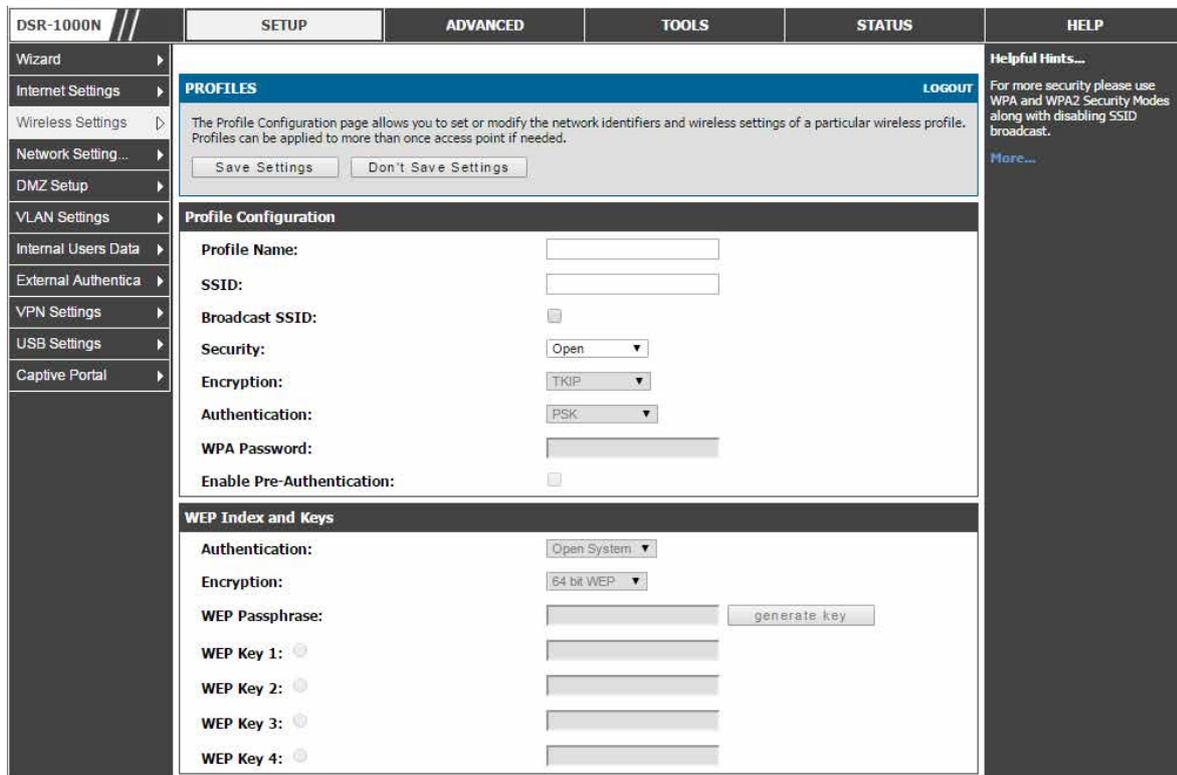 DSR-1000N
SETUP
ADVANCED
TOOLS
STATUS
HELP
Wizard
Internet Settings
Wireless Settings
Network Setting...
DMZ Setup
VLAN Settings
Internal Users Data
External Authentica
VPN Settings
USB Settings
Captive Portal
PROFILES
LOGOUT
The Profile Configuration page allows you to set or modify the network identifiers and wireless settings of a particular wireless profile.
Profiles can be applied to more than once access point if needed.
Save Settings
Don't Save Settings
Profile Configuration
Profile Name:
SSID:
Broadcast SSID:
Security:
Open
Encryption:
TKIP
Authentication:
PSK
WPA Password:
Enable Pre-Authentication:
WEP Index and Keys
Authentication:
Open System
Encryption:
64 bit WEP
WEP Passphrase:
generate key
WEP Key 1:
WEP Key 2:
WEP Key 3:
WEP Key 4:
Helpful Hints...
For more security please use
WPA and WPA2 Security Modes
along with disabling SSID
broadcast.
More...